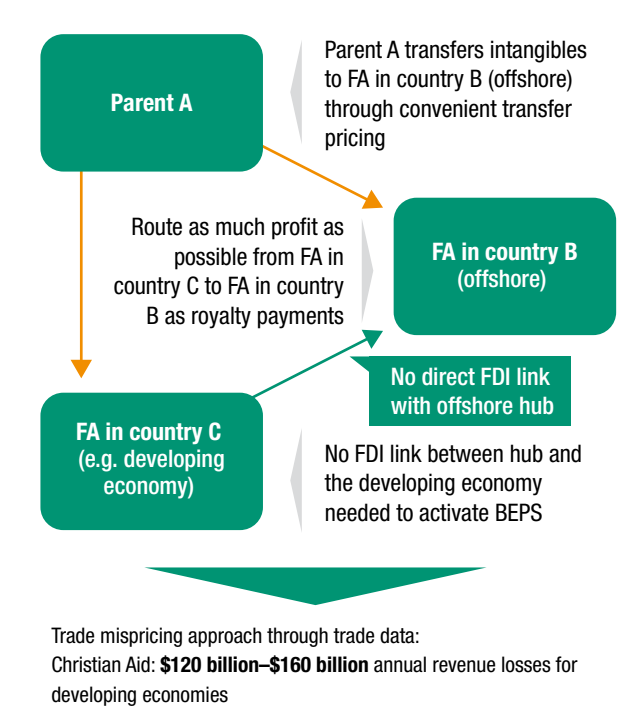 Parent A
Parent A transfers intangibles
to FA in country B (offshore)
through convenient transfer
pricing
Route as much profit as
possible from FA in
country C to FA in country
B as royalty payments
FA in country B
(offshore)
No direct FDI link
with offshore hub
FA in country C
(e.g. developing
economy)
No FDI link between hub and
the developing economy
needed to activate BEPS
Trade mispricing approach through trade data:
Christian Aid: $120 billion–$160 billion annual revenue losses for
developing economies